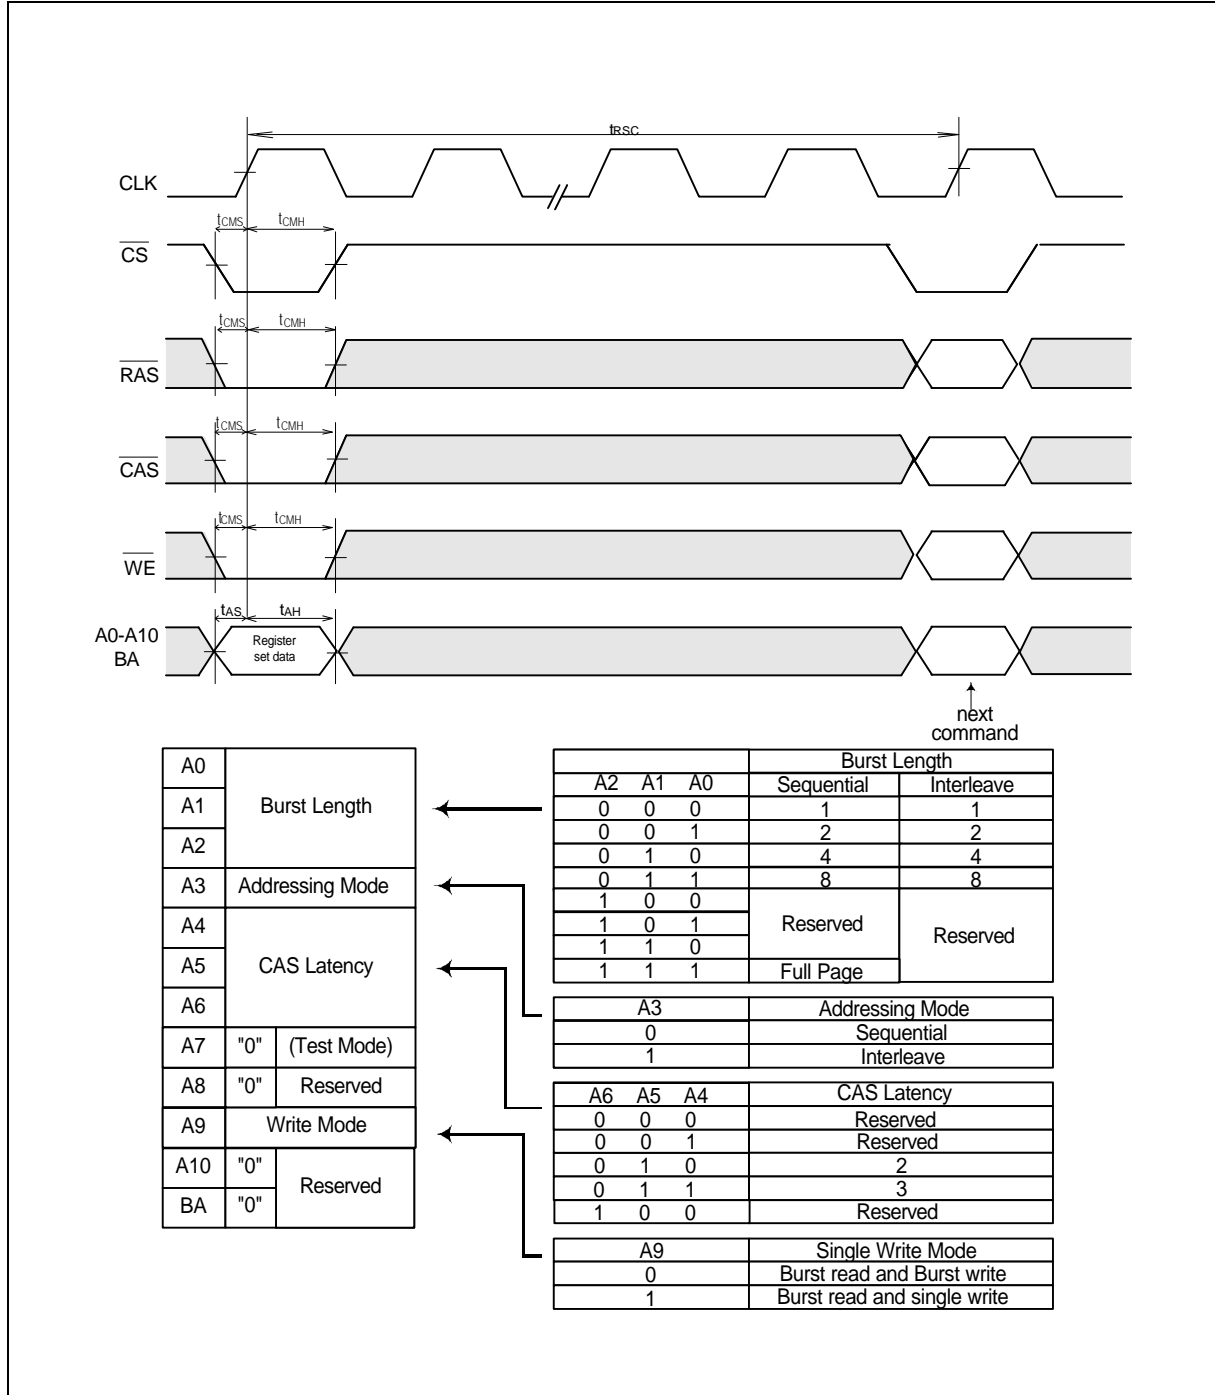 tRSC
CLK
tCMS tCMH
CS
tCMS tCMH
RAS
tCMS tCMH
CAS
tCMS tCMH
WE
tAS tAH
A0-A10
BA
Register
set data
next
command
A0
A1
A2
Burst Length
A3 Addressing Mode
A4
A5
A6
CAS Latency
A7 "0" (Test Mode)
A8 "0" Reserved
A9 Write Mode
A10 "0"
BA "0"
Reserved
Burst Length
A2 A1 A0 Sequential Interleave
0 0 0 1 1
0 0 1 2 2
0 1 0 4 4
0 1 1 8 8
1 0 0
1 0 1 Reserved Reserved
1 1 0
1 1 1 Full Page
A3 Addressing Mode
0 Sequential
1 Interleave
A6 A5 A4 CAS Latency
0 0 0 Reserved
0 0 1 Reserved
0 1 0 2
0 1 1 3
1 0 0 Reserved
A9 Single Write Mode
0 Burst read and Burst write
1 Burst read and single write